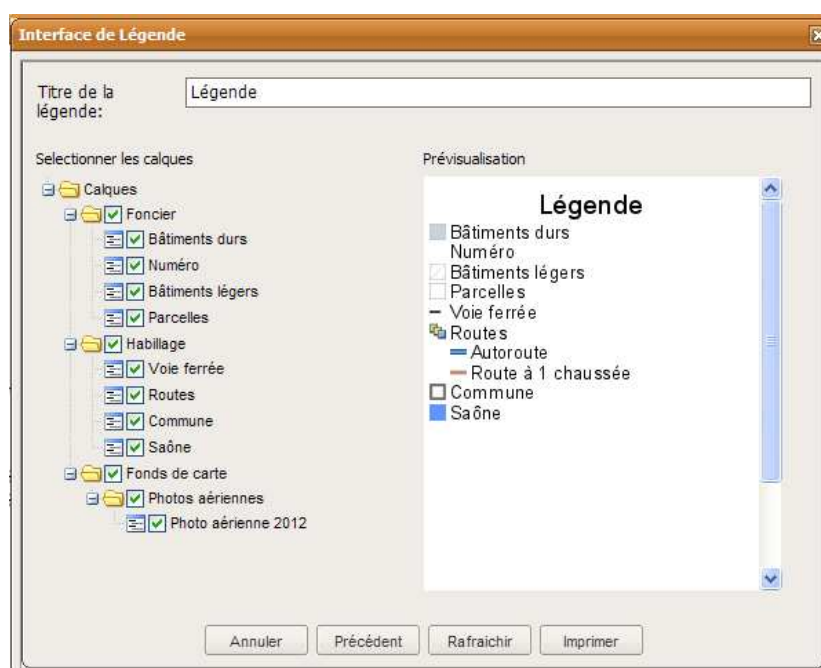 Interface de Légende
Titre de la
légende:
Légende
Selectionner les calques
Calques
Foncier
Bâtiments durs
Numéro
Bâtiments légers
Parcelles
Habillage
Voie ferrée
Routes
Commune
Saône
Fonds de carte
Photos aériennes
Photo aérienne 2012
Prévisualisation
Légende
Bâtiments durs
Numéro
Bâtiments légers
Parcelles
Voie ferrée
Routes
Autoroute
Route à 1 chaussée
Commune
Saône
Annuler
Précédent
Rafraichir
Imprimer